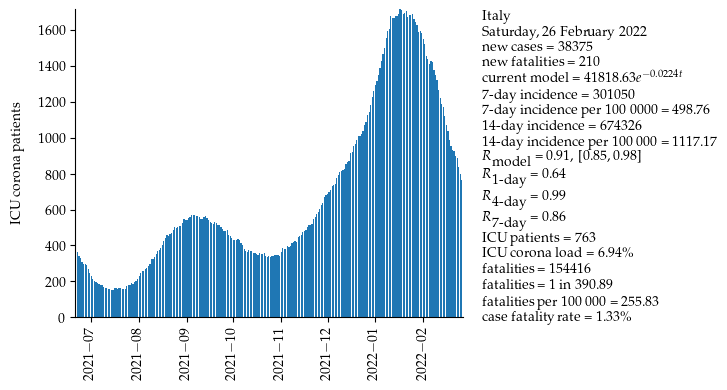 ICU corona patients
1600
1400
1200
1000
800
600
400
200
0
2021−07
2021−08
2021−09
2021−10
2021−11
2021−12
2022−01
2022−02
Italy
Saturday, 26 February 2022
new cases = 38375
new fatalities = 210
current model = 41818.63e^−0.0224t
7-day incidence = 301050
7-day incidence per 100 0000 = 498.76
14-day incidence = 674326
14-day incidence per 100 000 = 1117.17
R_model = 0.91, [0.85, 0.98]
R_1-day = 0.64
R_4-day = 0.99
R_7-day = 0.86
ICU patients = 763
ICU corona load = 6.94%
fatalities = 154416
fatalities = 1 in 390.89
fatalities per 100 000 = 255.83
case fatality rate = 1.33%